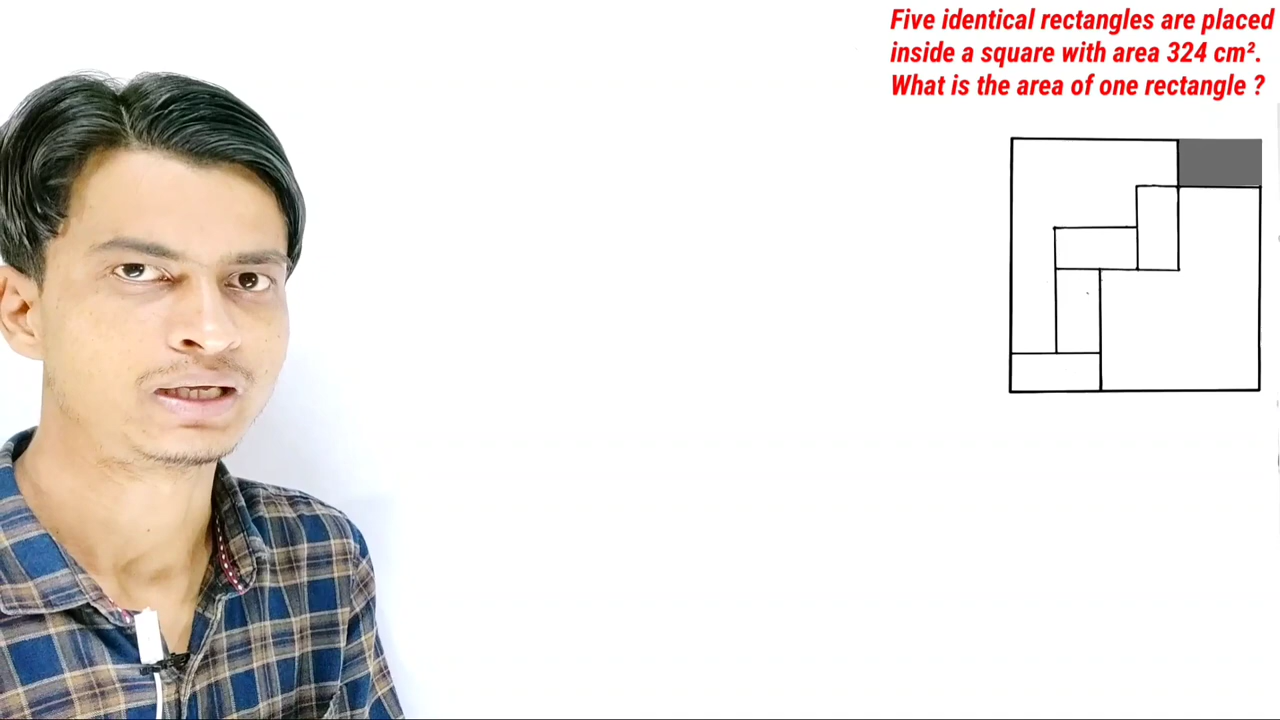 Five identical rectangles are placed
inside a square with area 324 cm².
What is the area of one rectangle ?